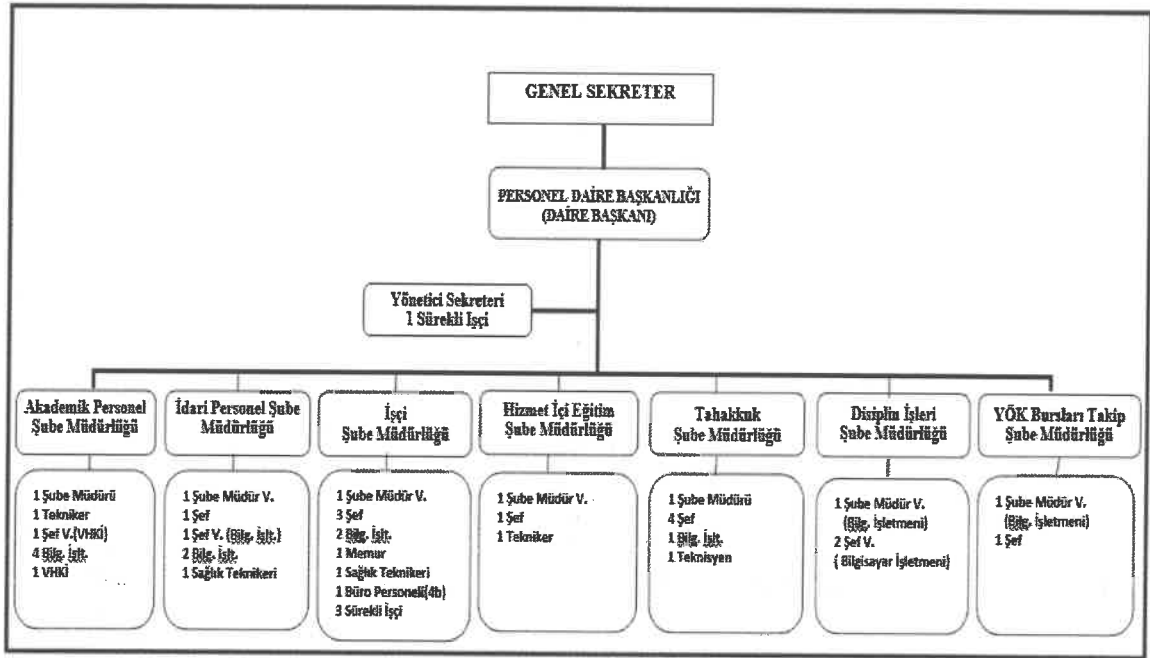 GENEL SEKRETER
PERSONEL DAİRE BAŞKANLIĞI
(DAİRE BAŞKANI)
Yönetici Sekreteri
1 Sürekli İşçi
Akademik Personel
Şube Müdürlüğü
1 Şube Müdürü
1 Tekniker
1 Şef V.(VHKİ)
4 Bilg. İşlt.
1 VHKİ
İdari Personel Şube
Müdürlüğü
1 Şube Müdür V.
1 Şef
1 Şef V. (Bilg. İşlt.)
2 Bilg. İşlt.
1 Sağlık Teknikeri
İşçi
Şube Müdürlüğü
1 Şube Müdür V.
3 Şef
2 Bilg. İşlt.
1 Memur
1 Sağlık Teknikeri
1 Büro Personeli(4b)
3 Sürekli İşçi
Hizmet İçi Eğitim
Şube Müdürlüğü
1 Şube Müdür V.
1 Şef
1 Tekniker
Tahakkuk
Şube Müdürlüğü
1 Şube Müdürü
4 Şef
1 Bilg. İşlt.
1 Teknisyen
Disiplin İşleri
Şube Müdürlüğü
1 Şube Müdür V.
(Bilg. İşletmeni)
2 Şef V.
( Bilgisayar İşletmeni)
YÖK Bursları Takip
Şube Müdürlüğü
1 Şube Müdür V.
(Bilg. İşletmeni)
1 Şef